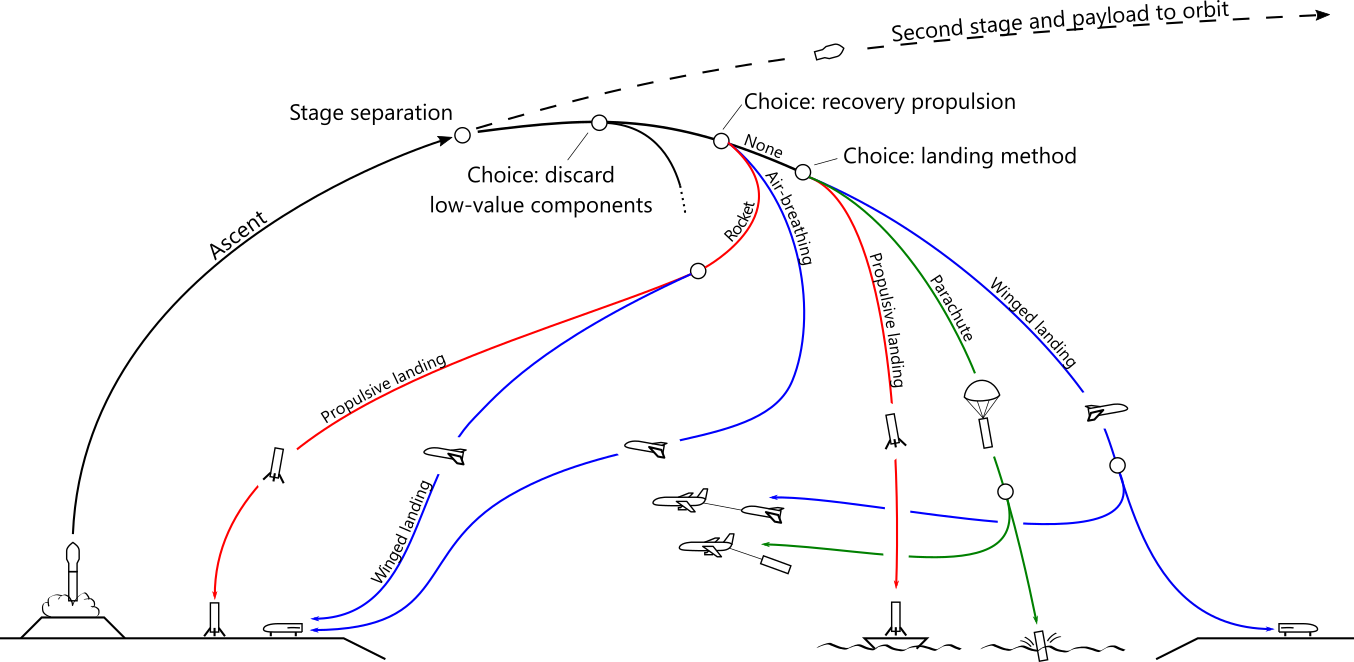 Second stage and payload to orbit
Stage separation
Choice: recovery propulsion
None
Choice: landing method
Choice: discard
low-value components
Ascent
Rocket
Air-breathing
Propulsive landing
Parachute
Winged landing
Propulsive landing
Winged landing